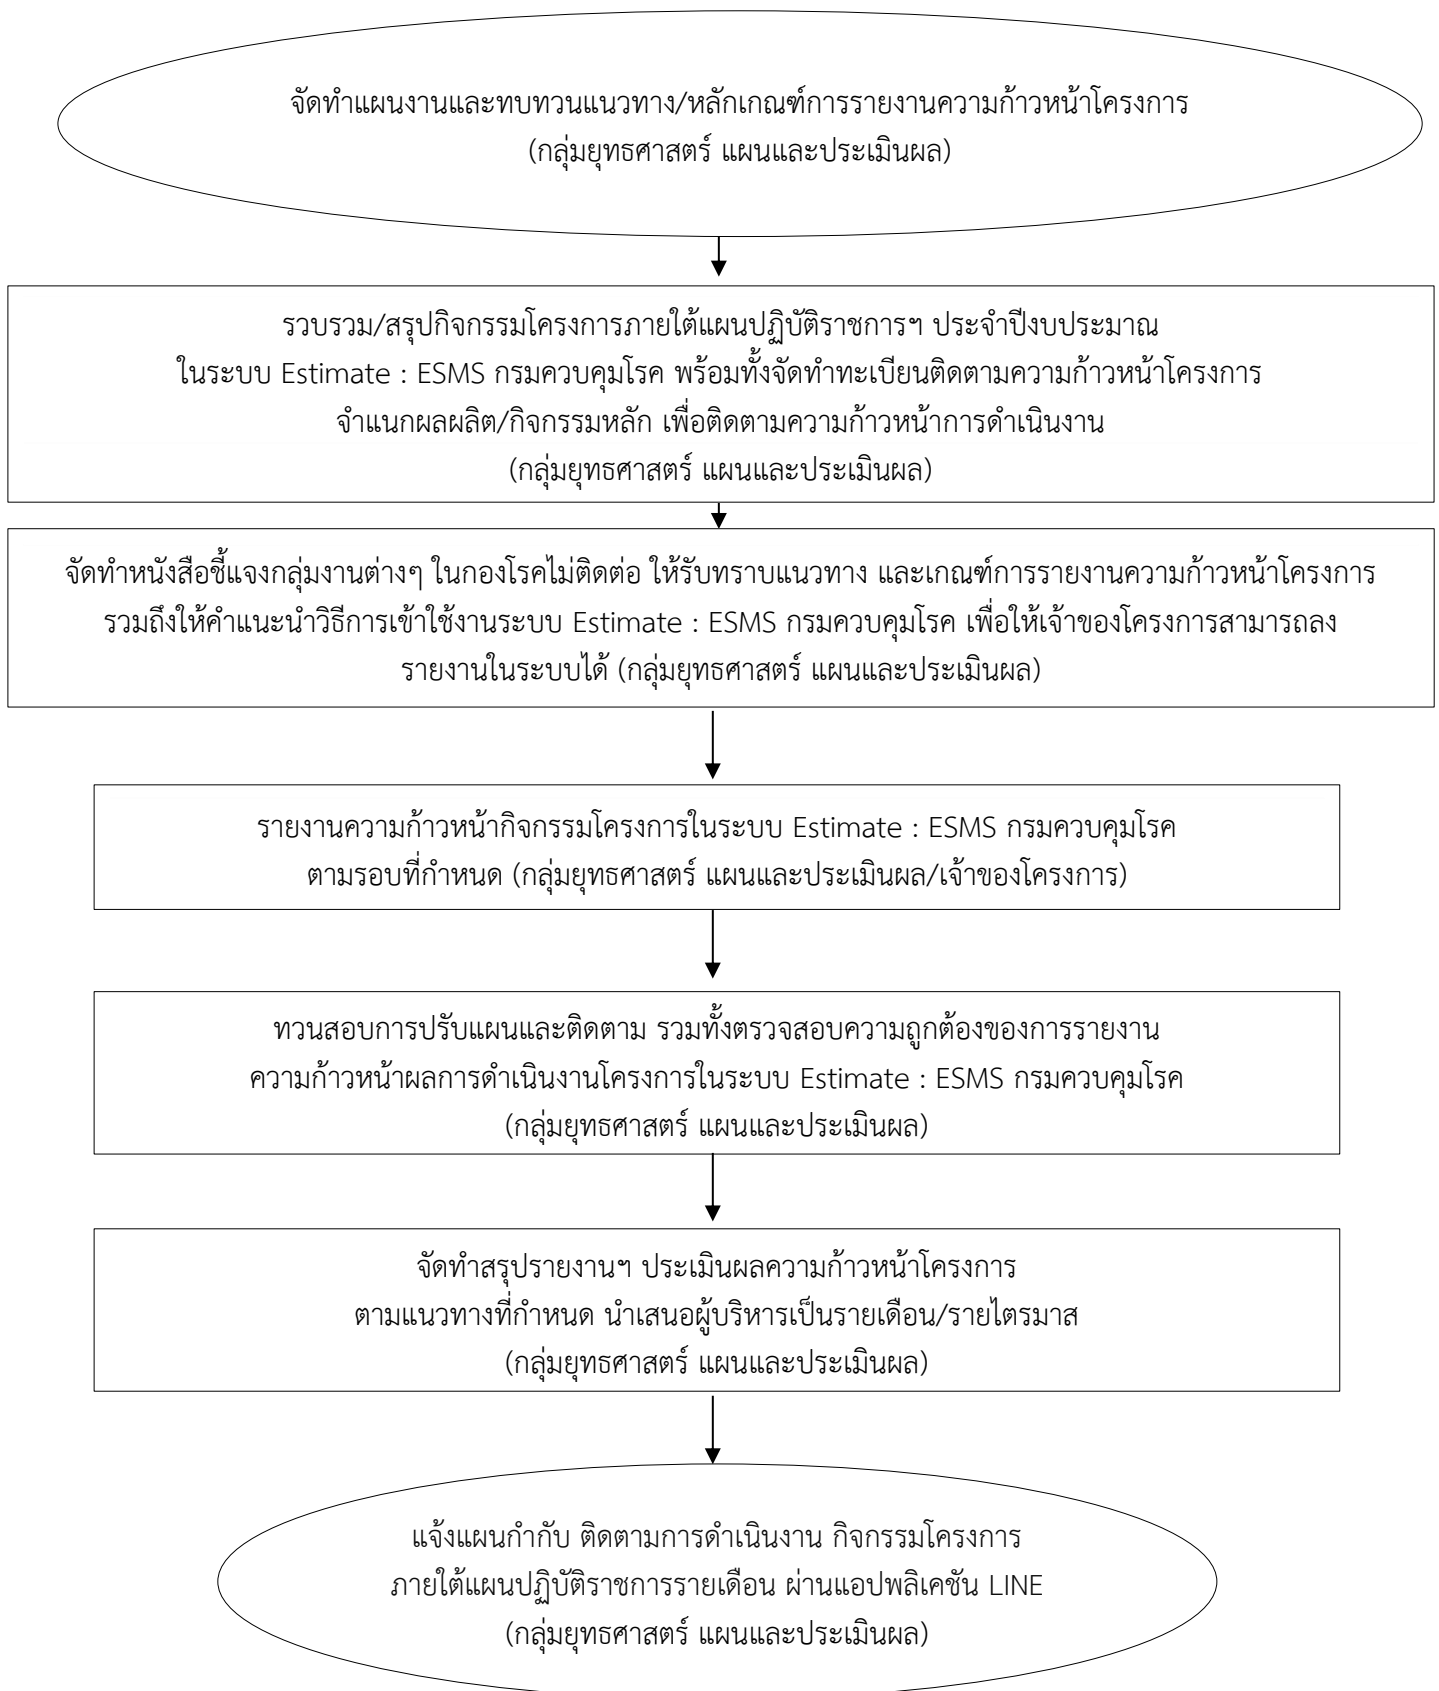 จัดทำแผนงานและทบทวนแนวทาง/หลักเกณฑ์การรายงานความก้าวหน้าโครงการ
(กลุ่มยุทธศาสตร์ แผนและประเมินผล)
รวบรวม/สรุปกิจกรรมโครงการภายใต้แผนปฏิบัติราชการฯ ประจำปีงบประมาณ
ในระบบ Estimate : ESMS กรมควบคุมโรค พร้อมทั้งจัดทำทะเบียนติดตามความก้าวหน้าโครงการ
จำแนกผลผลิต/กิจกรรมหลัก เพื่อติดตามความก้าวหน้าการดำเนินงาน
(กลุ่มยุทธศาสตร์ แผนและประเมินผล)
จัดทำหนังสือชี้แจงกลุ่มงานต่างๆ ในกองโรคไม่ติดต่อ ให้รับทราบแนวทาง และเกณฑ์การรายงานความก้าวหน้าโครงการ
รวมถึงให้คำแนะนำวิธีการเข้าใช้งานระบบ Estimate : ESMS กรมควบคุมโรค เพื่อให้เจ้าของโครงการสามารถลง
รายงานในระบบได้ (กลุ่มยุทธศาสตร์ แผนและประเมินผล)
รายงานความก้าวหน้ากิจกรรมโครงการในระบบ Estimate : ESMS กรมควบคุมโรค
ตามรอบที่กำหนด (กลุ่มยุทธศาสตร์ แผนและประเมินผล/เจ้าของโครงการ)
ทวนสอบการปรับแผนและติดตาม รวมทั้งตรวจสอบความถูกต้องของการรายงาน
ความก้าวหน้าผลการดำเนินงานโครงการในระบบ Estimate : ESMS กรมควบคุมโรค
(กลุ่มยุทธศาสตร์ แผนและประเมินผล)
จัดทำสรุปรายงานฯ ประเมินผลความก้าวหน้าโครงการ
ตามแนวทางที่กำหนด นำเสนอผู้บริหารเป็นรายเดือน/รายไตรมาส
(กลุ่มยุทธศาสตร์ แผนและประเมินผล)
แจ้งแผนกำกับ ติดตามการดำเนินงาน กิจกรรมโครงการ
ภายใต้แผนปฏิบัติราชการรายเดือน ผ่านแอปพลิเคชัน LINE
(กลุ่มยุทธศาสตร์ แผนและประเมินผล)